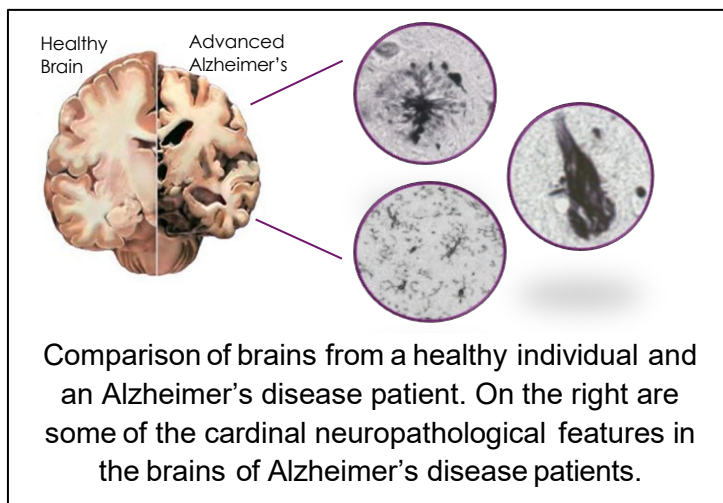 Healthy
Brain
Advanced
Alzheimer's
Comparison of brains from a healthy individual and
an Alzheimer’s disease patient. On the right are
some of the cardinal neuropathological features in
the brains of Alzheimer’s disease patients.